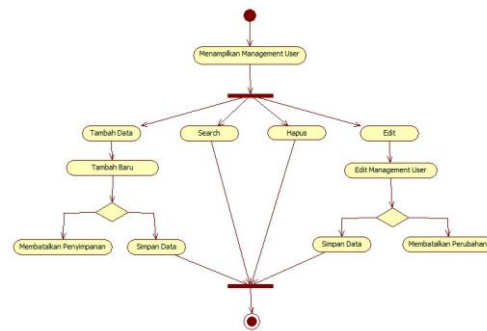 Menampilkan Management User
Tambah Data
Search
Hapus
Edit
Tambah Baru
Edit Management User
Membatalkan Penyimpanan
Simpan Data
Simpan Data
Membatalkan Perubahan